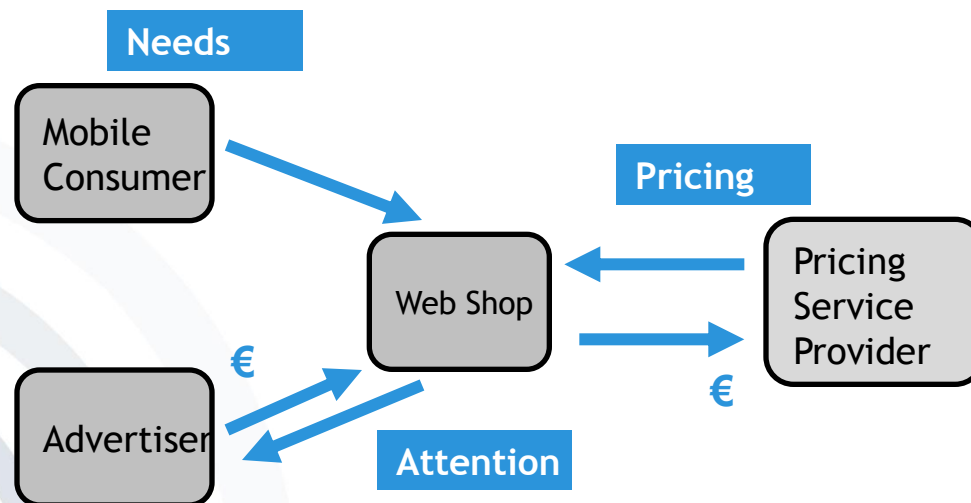 Needs
Mobile
Consumer
Pricing
Web Shop
Pricing
Service
Provider
€
€
Advertiser
Attention